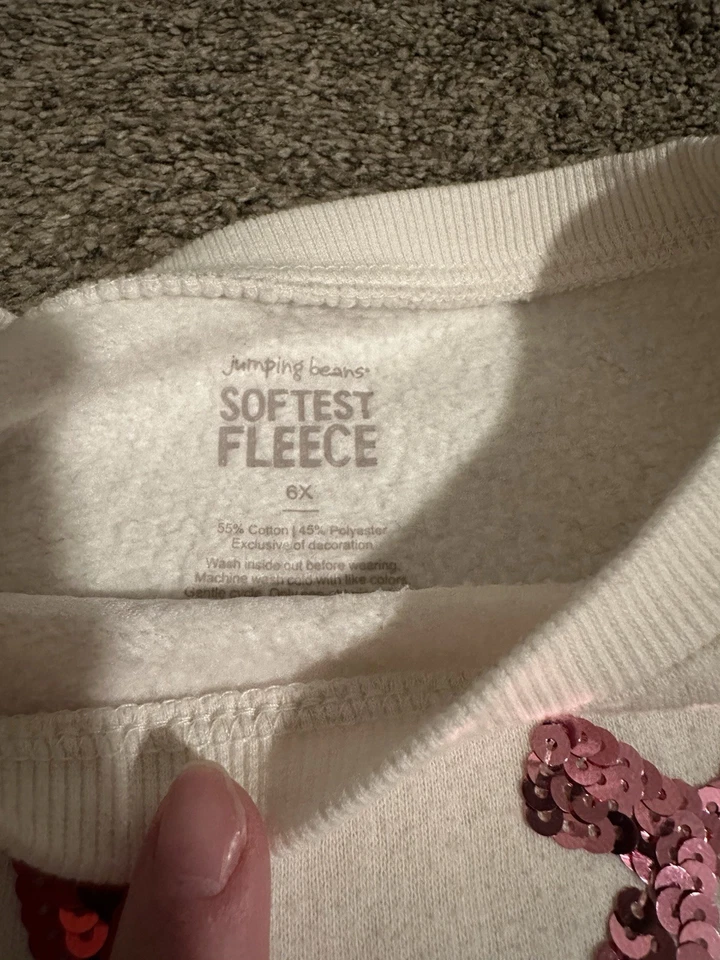 jumping beans®
SOFTEST
FLEECE
6X
55% Cotton | 45% Polyester
Exclusive of decoration
Wash inside out before wearing.
Machine wash cold with like colors.
Gentle cycle. Only